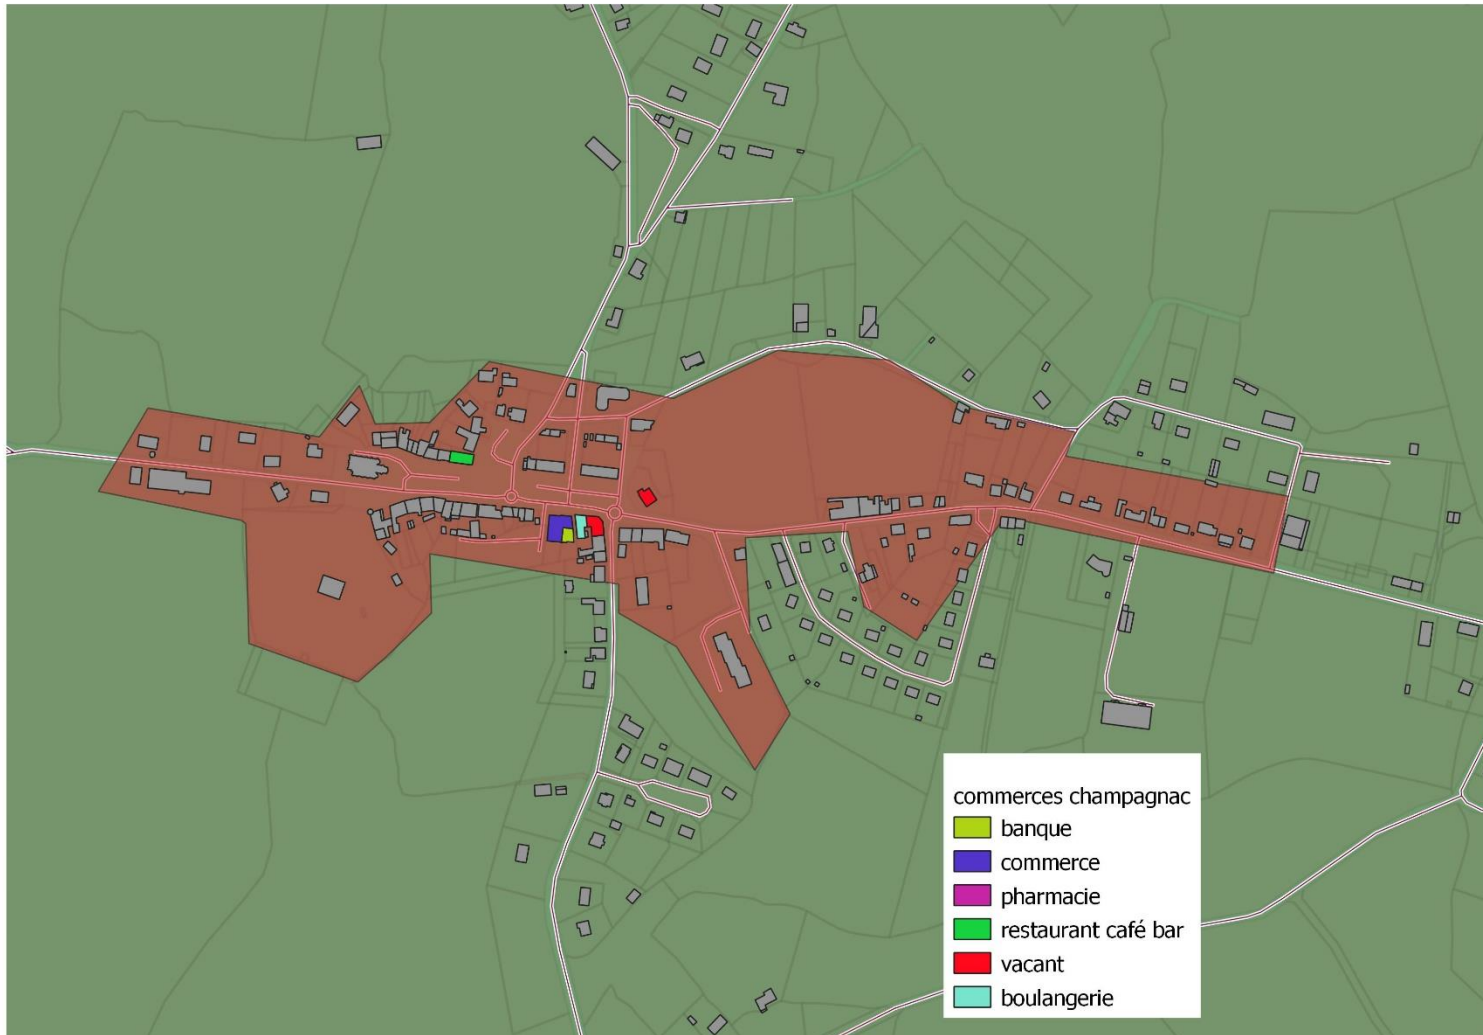 commerces champagnac
banque
commerce
pharmacie
restaurant café bar
vacant
boulangerie